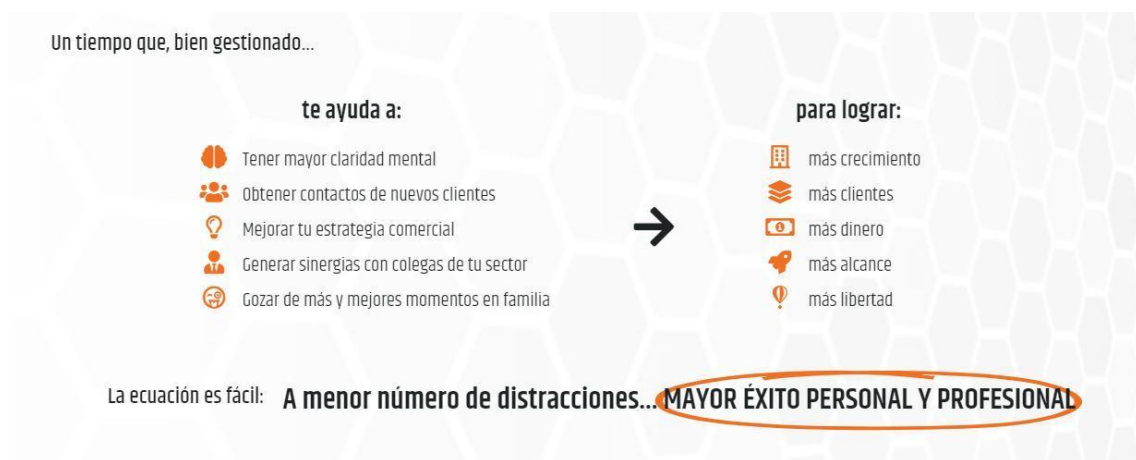 Un tiempo que, bien gestionado...
te ayuda a:
Tener mayor claridad mental
Obtener contactos de nuevos clientes
Mejorar tu estrategia comercial
Generar sinergias con colegas de tu sector
Gozar de más y mejores momentos en familia
para lograr:
más crecimiento
más clientes
más dinero
más alcance
más libertad
La ecuación es fácil: A menor número de distracciones... MAYOR ÉXITO PERSONAL Y PROFESIONAL